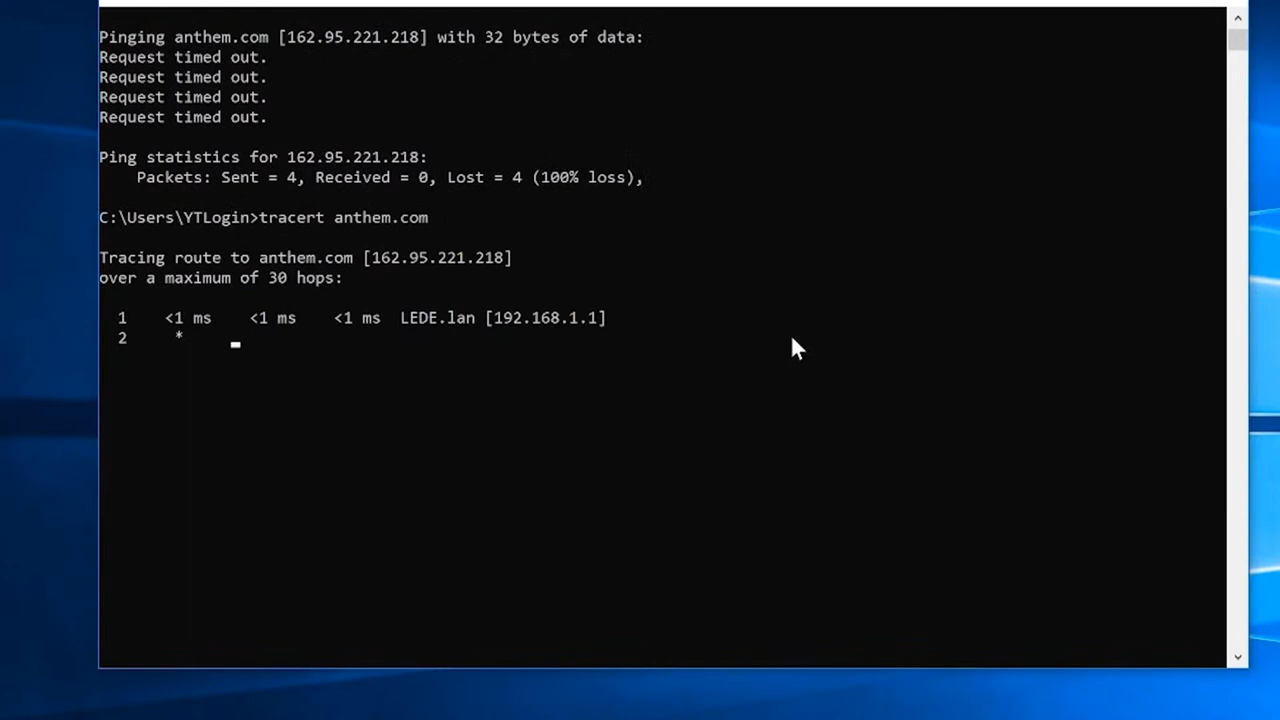 Pinging anthem.com [162.95.221.218] with 32 bytes of data:
Request timed out.
Request timed out.
Request timed out.
Request timed out.
Ping statistics for 162.95.221.218:
Packets: Sent = 4, Received = 0, Lost = 4 (100% loss),
C:\Users\YTLogin>tracert anthem.com
Tracing route to anthem.com [162.95.221.218]
over a maximum of 30 hops:
1 <1 ms <1 ms <1 ms LEDE.lan [192.168.1.1]
2 *